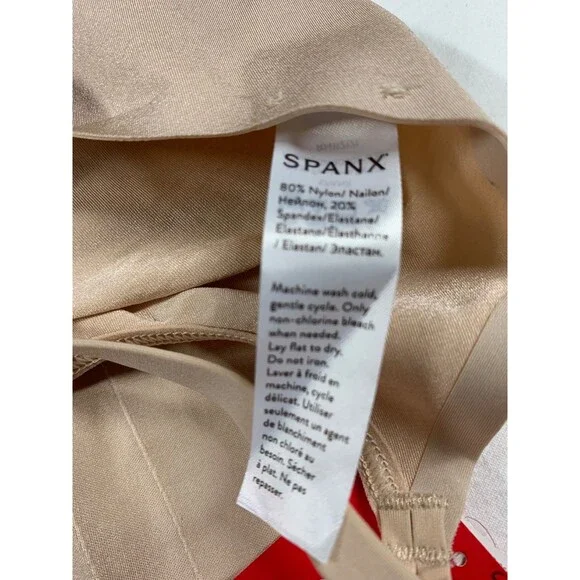 SPANX®
80% Nylon/ Nailon/
Нейлон, 20%
Spandex/Elastane/
Elastano/Élasthanne
/ Elastan/ Эластан.
Machine wash cold,
gentle cycle. Only
non-chlorine bleach
when needed.
Lay flat to dry.
Do not iron.
Laver à froid en
machine, cycle
délicat. Utiliser
seulement un agent
de blanchiment
non chloré au
besoin. Sécher
à plat. Ne pas
repasser.